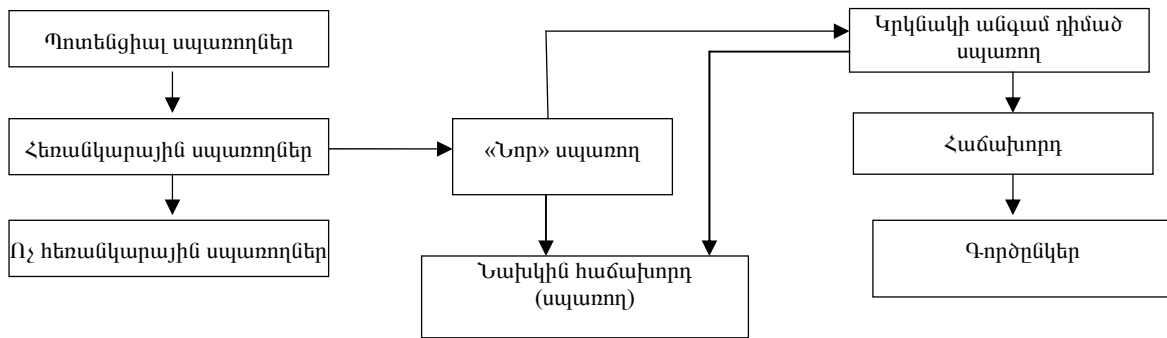 Պոտենցիալ սպառողներ
Հեռանկարային սպառողներ
Ոչ հեռանկարային սպառողներ
«Նոր» սպառող
Նախկին հաճախորդ
(սպառող)
Կրկնակի անգամ դիմած
սպառող
Հաճախորդ
Գործընկեր